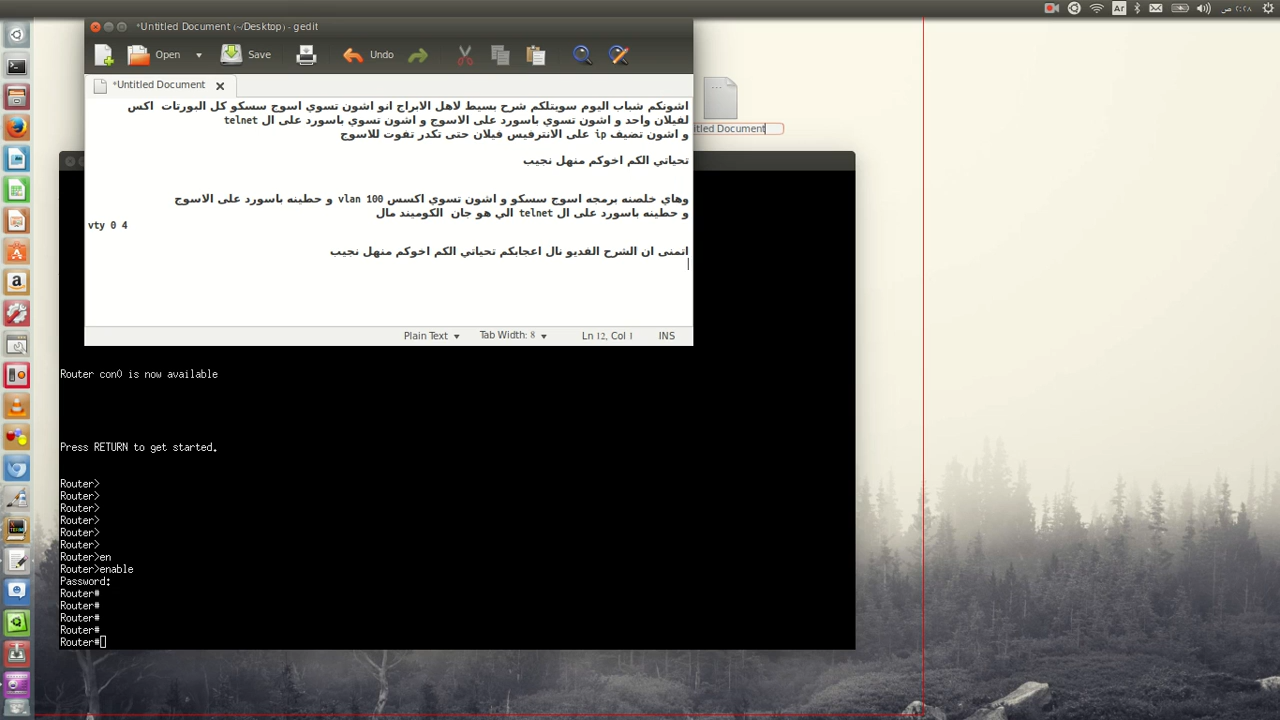 *Untitled Document (~/Desktop) - gedit
Open
Save
Undo
*Untitled Document
اشونكم شباب اليوم سويتلكم شرح بسيط لاهل الابراج انو اشون تسوي اسوج سسكو كل البورتات اكس
لفيلان واحد و اشون تسوي باسورد على الاسوج و اشون تسوي باسورد على ال telnet
و اشون تضيف ip على الانترفيس فيلان حتى تكدر تفوت للاسوج
تحياتي الكم اخوكم منهل نجيب
وهاي خلصنه برمجه اسوج سسكو و اشون تسوي اكسس vlan 100 و حطينه باسورد على الاسوج
و حطينه باسورد على ال telnet الي هو جان الكوميند مال
vty 0 4
اتمنى ان الشرح الفديو نال اعجابكم تحياتي الكم اخوكم منهل نجيب
Plain Text
Tab Width: 8
Ln 12, Col 1
INS
Document
Ar
Router con0 is now available
Press RETURN to get started.
Router>
Router>
Router>
Router>
Router>
Router>
Router>en
Router>enable
Password:
Router#
Router#
Router#
Router#
Router#